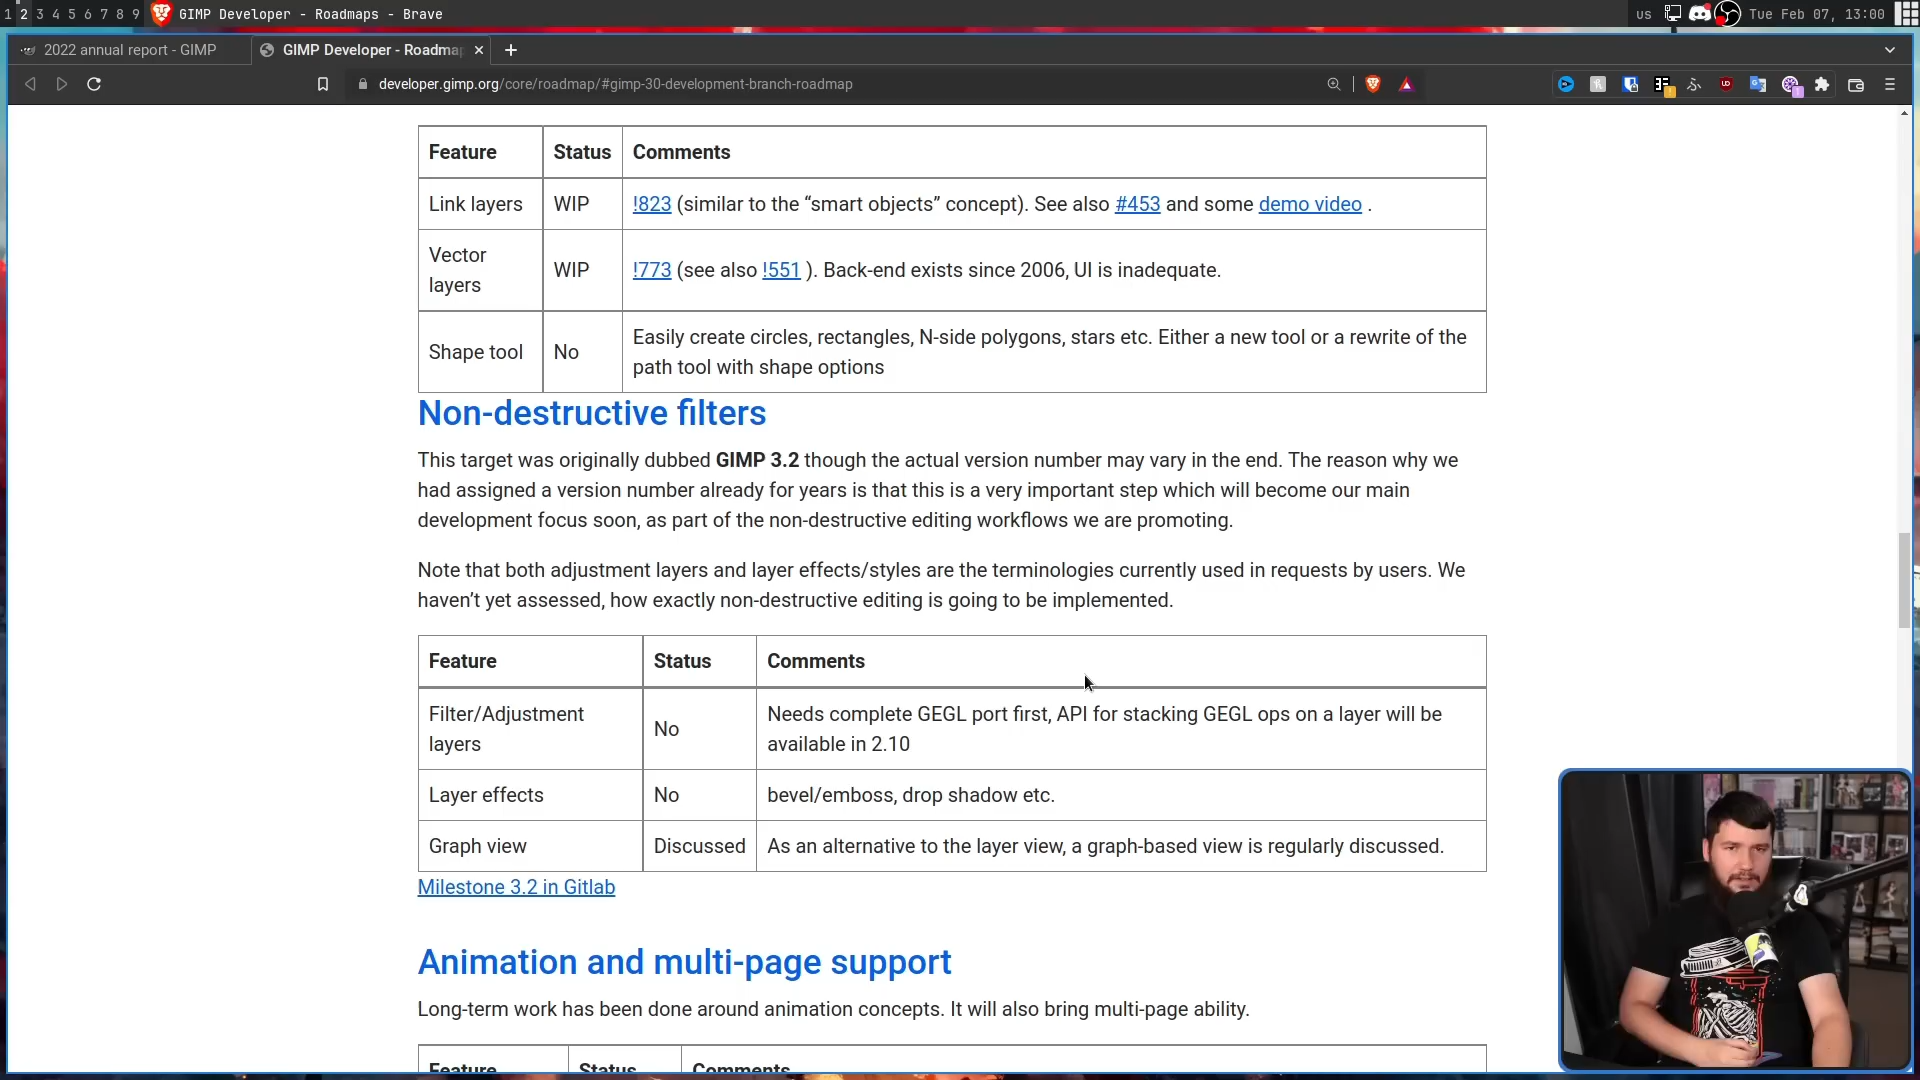 1 2 3 4 5 6 7 8 9 GIMP Developer - Roadmaps - Brave
us Tue Feb 07, 13:00
2022 annual report - GIMP
GIMP Developer - Roadma
developer.gimp.org/core/roadmap/#gimp-30-development-branch-roadmap
Feature Status Comments
Link layers WIP !823 (similar to the “smart objects” concept). See also #453 and some demo video .
Vector
layers
WIP
!773 (see also !551 ). Back-end exists since 2006, UI is inadequate.
Shape tool
No
Easily create circles, rectangles, N-side polygons, stars etc. Either a new tool or a rewrite of the
path tool with shape options
Non-destructive filters
This target was originally dubbed GIMP 3.2 though the actual version number may vary in the end. The reason why we
had assigned a version number already for years is that this is a very important step which will become our main
development focus soon, as part of the non-destructive editing workflows we are promoting.
Note that both adjustment layers and layer effects/styles are the terminologies currently used in requests by users. We
haven’t yet assessed, how exactly non-destructive editing is going to be implemented.
Feature Status Comments
Filter/Adjustment
layers
No
Needs complete GEGL port first, API for stacking GEGL ops on a layer will be
available in 2.10
Layer effects No bevel/emboss, drop shadow etc.
Graph view Discussed As an alternative to the layer view, a graph-based view is regularly discussed.
Milestone 3.2 in Gitlab
Animation and multi-page support
Long-term work has been done around animation concepts. It will also bring multi-page ability.
Feature Status Comments